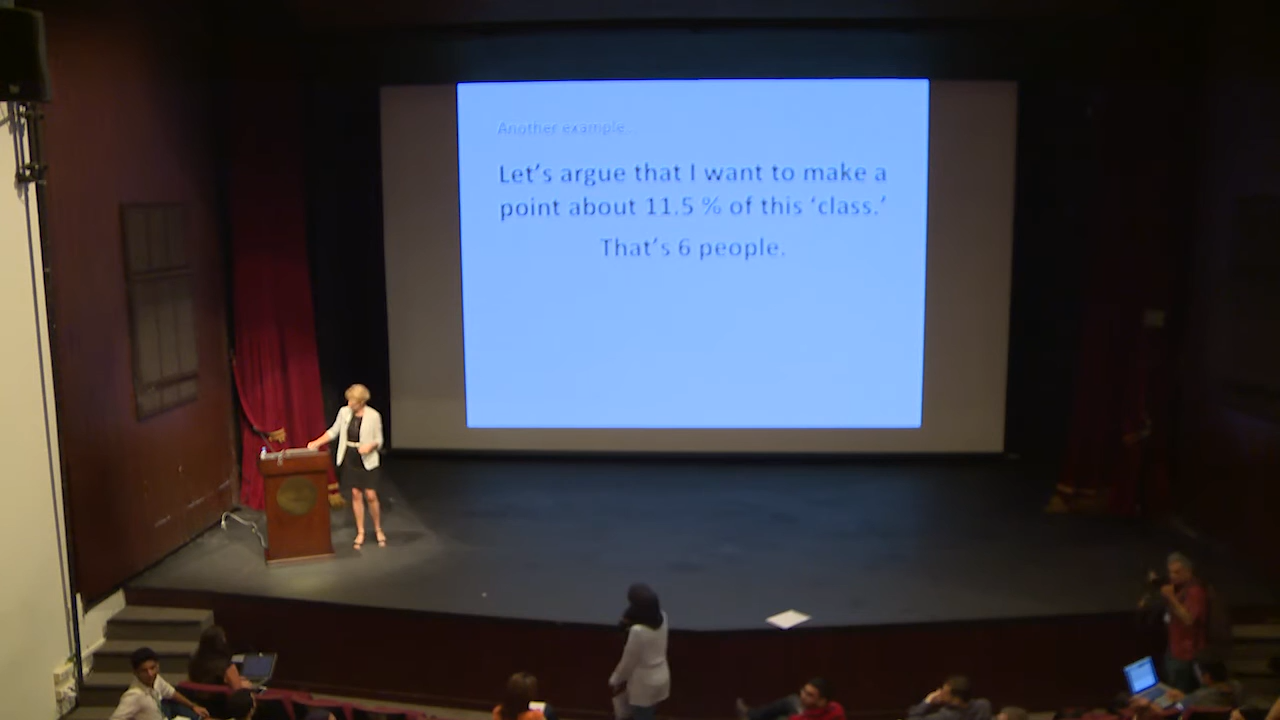 Another example...
Let's argue that I want to make a
point about 11.5 % of this 'class.'
That's 6 people.